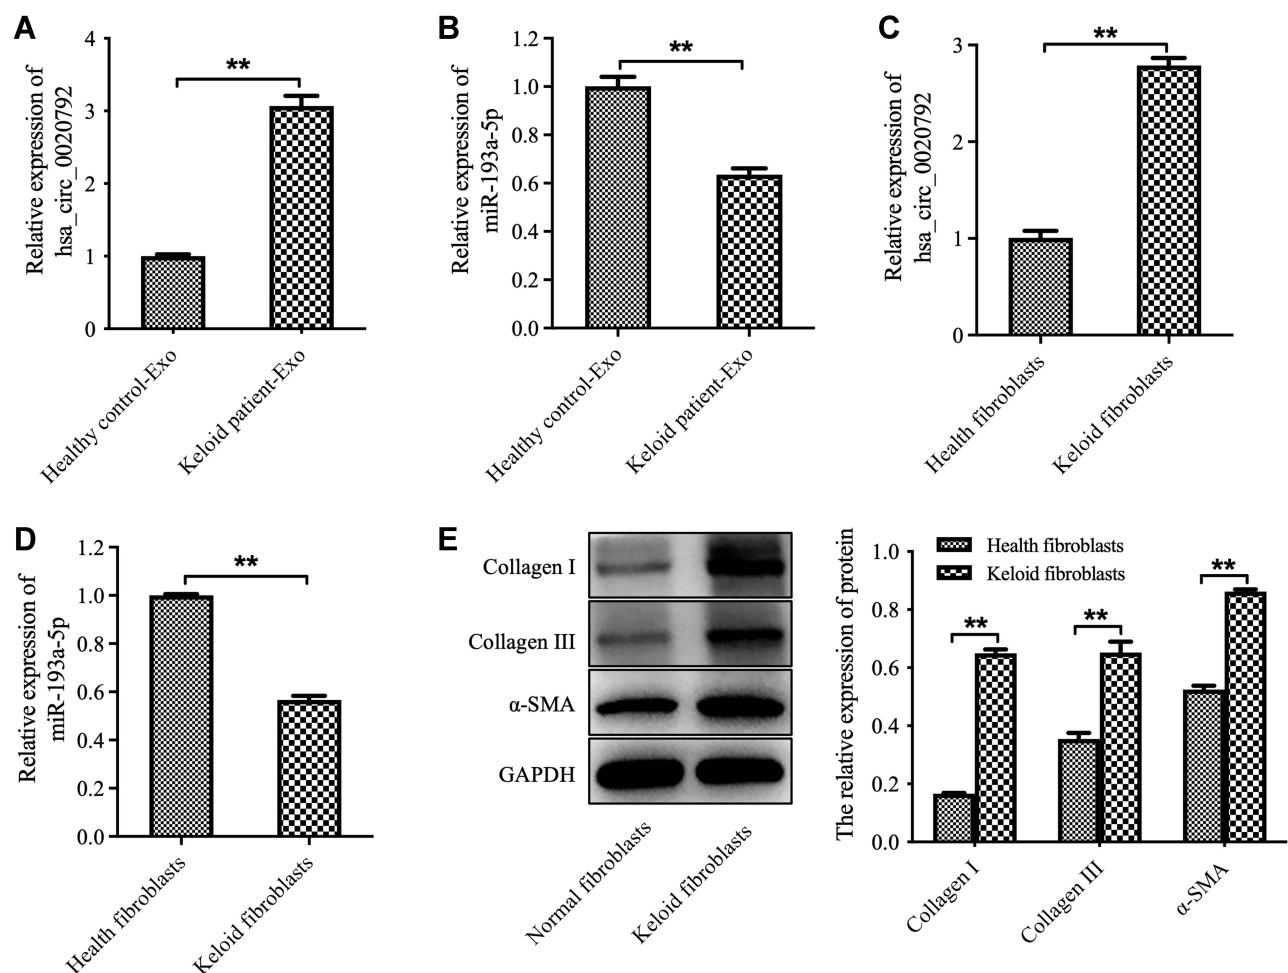 A
Relative expression of
hsa_circ_0020792
4
3
2
1
0
**
Healthy control-Exo
Keloid patient-Exo
B
Relative expression of
miR-193a-5p
1.2
1.0
0.8
0.6
0.4
0.2
0.0
**
Healthy control-Exo
Keloid patient-Exo
C
Relative expression of
hsa_circ_0020792
3
2
1
0
**
Health fibroblasts
Keloid fibroblasts
D
Relative expression of
miR-193a-5p
1.2
1.0
0.8
0.6
0.4
0.2
0.0
**
Health fibroblasts
Keloid fibroblasts
E
Collagen I
Collagen III
α-SMA
GAPDH
Normal fibroblasts
Keloid fibroblasts
The relative expression of protein
1.0
0.8
0.6
0.4
0.2
0.0
Health fibroblasts
Keloid fibroblasts
**
**
**
Collagen I
Collagen III
α-SMA